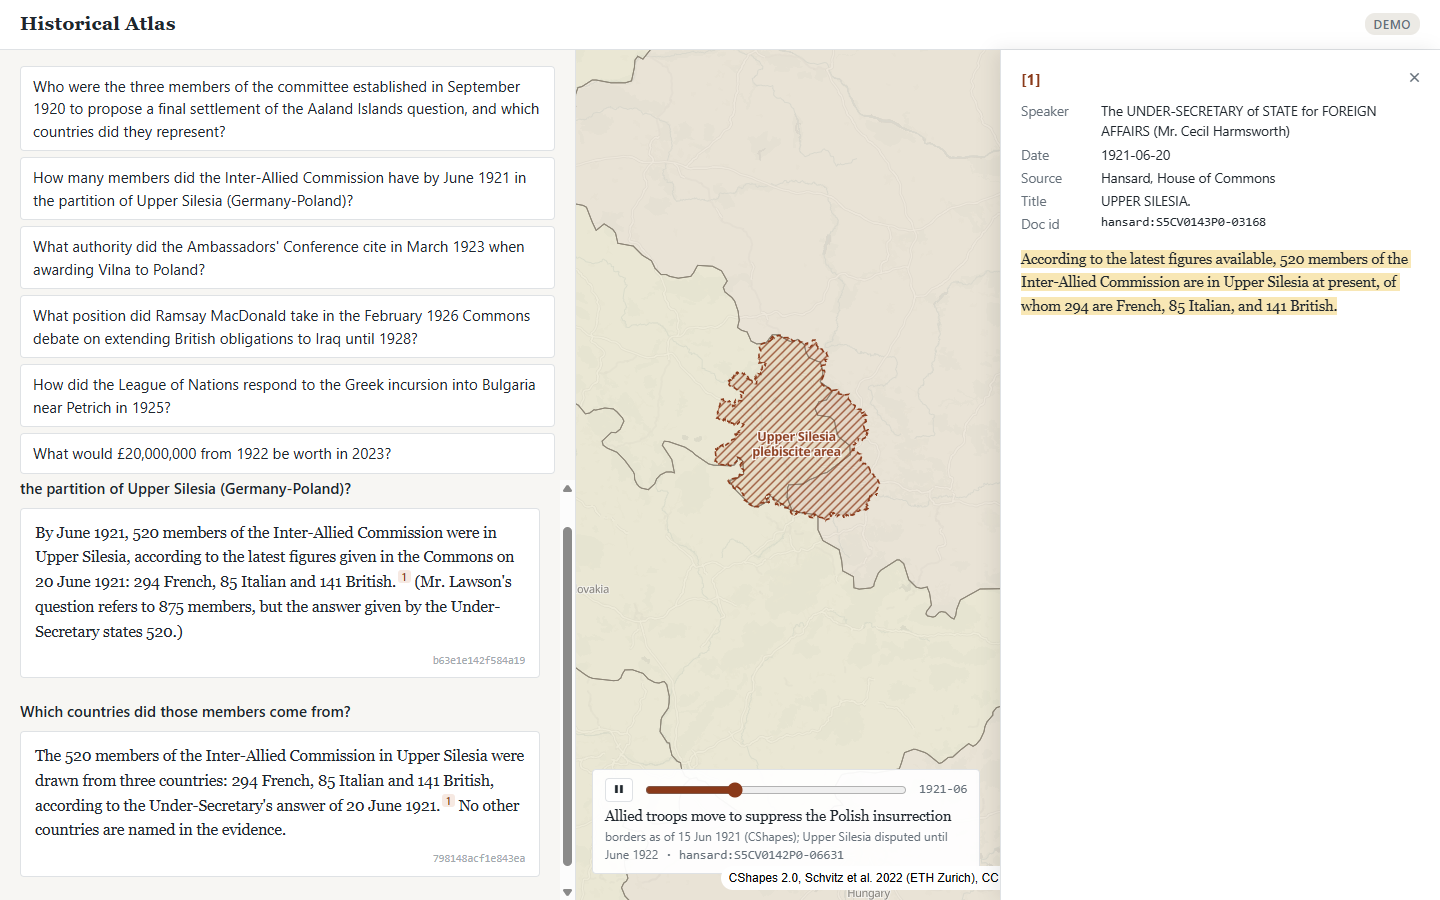 Historical Atlas
DEMO
Who were the three members of the committee established in September
1920 to propose a final settlement of the Aaland Islands question, and which
countries did they represent?
How many members did the Inter-Allied Commission have by June 1921 in
the partition of Upper Silesia (Germany-Poland)?
What authority did the Ambassadors' Conference cite in March 1923 when
awarding Vilna to Poland?
What position did Ramsay MacDonald take in the February 1926 Commons
debate on extending British obligations to Iraq until 1928?
How did the League of Nations respond to the Greek incursion into Bulgaria
near Petrich in 1925?
What would £20,000,000 from 1922 be worth in 2023?
the partition of Upper Silesia (Germany-Poland)?
By June 1921, 520 members of the Inter-Allied Commission were in
Upper Silesia, according to the latest figures given in the Commons on
20 June 1921: 294 French, 85 Italian and 141 British. 1 (Mr. Lawson's
question refers to 875 members, but the answer given by the Under-
Secretary states 520.)
b63e1e142f584a19
Which countries did those members come from?
The 520 members of the Inter-Allied Commission in Upper Silesia were
drawn from three countries: 294 French, 85 Italian and 141 British,
according to the Under-Secretary's answer of 20 June 1921. 1 No other
countries are named in the evidence.
798148acf1e843ea
Upper Silesia
plebiscite area
ovakia
1921-06
Allied troops move to suppress the Polish insurrection
borders as of 15 Jun 1921 (CShapes); Upper Silesia disputed until
June 1922 · hansard:S5CV0142P0-06631
CShapes 2.0, Schvitz et al. 2022 (ETH Zurich), CC
Hungary
[1]
×
Speaker The UNDER-SECRETARY of STATE for FOREIGN
AFFAIRS (Mr. Cecil Harmsworth)
Date 1921-06-20
Source Hansard, House of Commons
Title UPPER SILESIA.
Doc id hansard:S5CV0143P0-03168
According to the latest figures available, 520 members of the
Inter-Allied Commission are in Upper Silesia at present, of
whom 294 are French, 85 Italian, and 141 British.